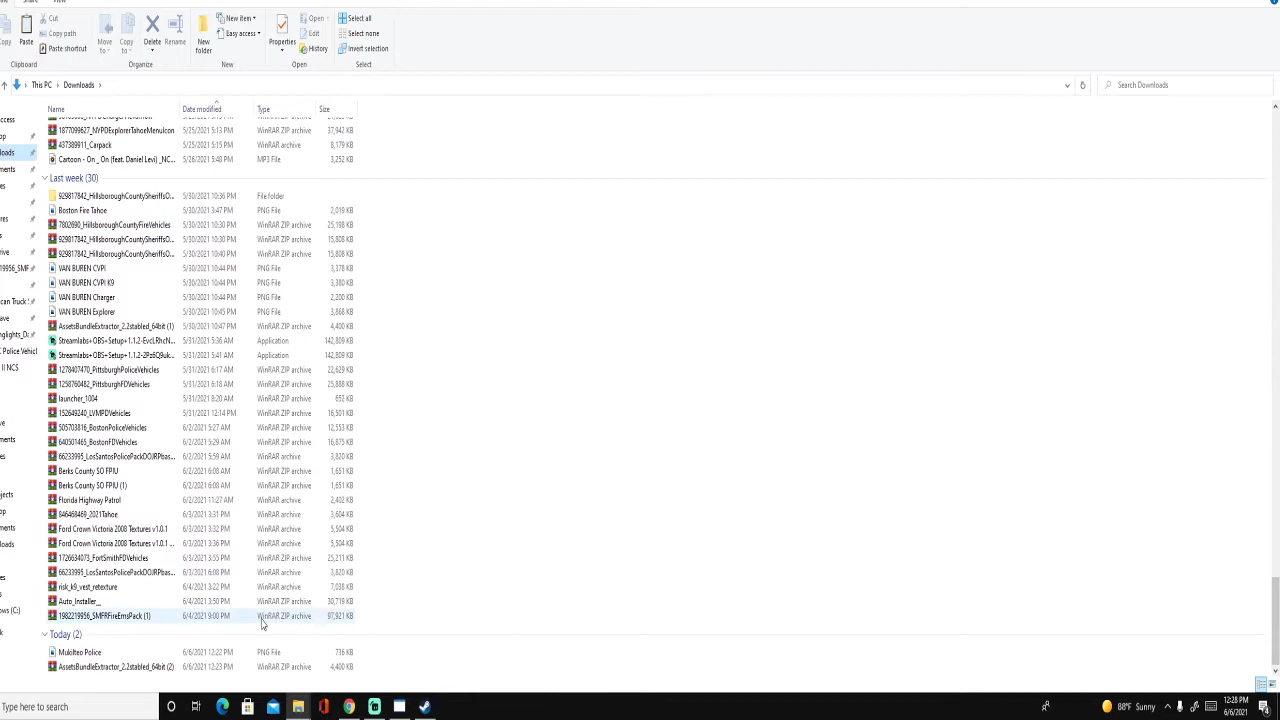 Share View
Copy
Paste
Cut
Copy path
Paste shortcut
Clipboard
Move to
Copy to
Delete
Rename
Organize
New folder
New item
Easy access
New
Properties
Open
Edit
History
Open
Select all
Select none
Invert selection
Select
This PC > Downloads >
Search Downloads
Name Date modified Type Size
1877099627_NYPDExplorerTahoeMenuIcon 5/25/2021 5:13 PM WinRAR ZIP archive 37,942 KB
437389911_Carpack 5/25/2021 5:15 PM WinRAR archive 8,179 KB
Cartoon - On _ On (feat. Daniel Levi) _NC... 5/26/2021 5:48 PM MP3 File 3,252 KB
Last week (30)
929817842_HillsboroughCountySheriffsO... 5/30/2021 10:36 PM File folder
Boston Fire Tahoe 5/30/2021 3:47 PM PNG File 2,019 KB
7802690_HillsboroughCountyFireVehicles 5/30/2021 10:30 PM WinRAR ZIP archive 25,198 KB
929817842_HillsboroughCountySheriffsO... 5/30/2021 10:30 PM WinRAR ZIP archive 15,808 KB
929817842_HillsboroughCountySheriffsO... 5/30/2021 10:40 PM WinRAR ZIP archive 15,808 KB
VAN BUREN CVPI 5/30/2021 10:44 PM PNG File 3,378 KB
VAN BUREN CVPI K9 5/30/2021 10:44 PM PNG File 3,380 KB
VAN BUREN Charger 5/30/2021 10:44 PM PNG File 2,200 KB
VAN BUREN Explorer 5/30/2021 10:45 PM PNG File 3,868 KB
AssetsBundleExtractor_2.2stabled_64bit (1) 5/30/2021 10:47 PM WinRAR ZIP archive 4,400 KB
Streamlabs+OBS+Setup+1.1.2-EvcLRhcN... 5/31/2021 5:36 AM Application 142,809 KB
Streamlabs+OBS+Setup+1.1.2-2Pz6Q9uk... 5/31/2021 5:41 AM Application 142,809 KB
1278407470_PittsburghPoliceVehicles 5/31/2021 6:17 AM WinRAR ZIP archive 22,629 KB
1258760482_PittsburghFDVehicles 5/31/2021 6:18 AM WinRAR ZIP archive 25,888 KB
launcher_1004 5/31/2021 8:20 AM WinRAR ZIP archive 652 KB
152649240_LVMPDVehicles 5/31/2021 12:14 PM WinRAR ZIP archive 16,501 KB
505703816_BostonPoliceVehicles 6/2/2021 5:27 AM WinRAR ZIP archive 12,553 KB
640501465_BostonFDVehicles 6/2/2021 5:29 AM WinRAR ZIP archive 16,875 KB
66233995_LosSantosPolicePackDOJRPbas... 6/2/2021 5:59 AM WinRAR archive 3,820 KB
Berks County SO FPIU 6/2/2021 6:08 AM WinRAR ZIP archive 1,651 KB
Berks County SO FPIU (1) 6/2/2021 6:08 AM WinRAR ZIP archive 1,651 KB
Florida Highway Patrol 6/2/2021 11:27 AM WinRAR archive 2,402 KB
846468469_2021Tahoe 6/3/2021 3:31 PM WinRAR archive 3,604 KB
Ford Crown Victoria 2008 Textures v1.0.1 6/3/2021 3:32 PM WinRAR archive 5,504 KB
Ford Crown Victoria 2008 Textures v1.0.1 ... 6/3/2021 3:36 PM WinRAR archive 5,504 KB
1726634073_FortSmithFDVehicles 6/3/2021 3:55 PM WinRAR ZIP archive 25,211 KB
66233995_LosSantosPolicePackDOJRPbas... 6/3/2021 6:08 PM WinRAR archive 3,820 KB
risk_k9_vest_retexture 6/4/2021 3:22 PM WinRAR archive 7,038 KB
Auto_Installer__ 6/4/2021 3:50 PM WinRAR ZIP archive 30,719 KB
1982219956_SMFRFireEmsPack (1) 6/4/2021 9:00 PM WinRAR ZIP archive 97,921 KB
Today (2)
Mukilteo Police 6/6/2021 12:22 PM PNG File 736 KB
AssetsBundleExtractor_2.2stabled_64bit (2) 6/6/2021 12:23 PM WinRAR ZIP archive 4,400 KB
Type here to search
88°F Sunny
12:28 PM
6/6/2021